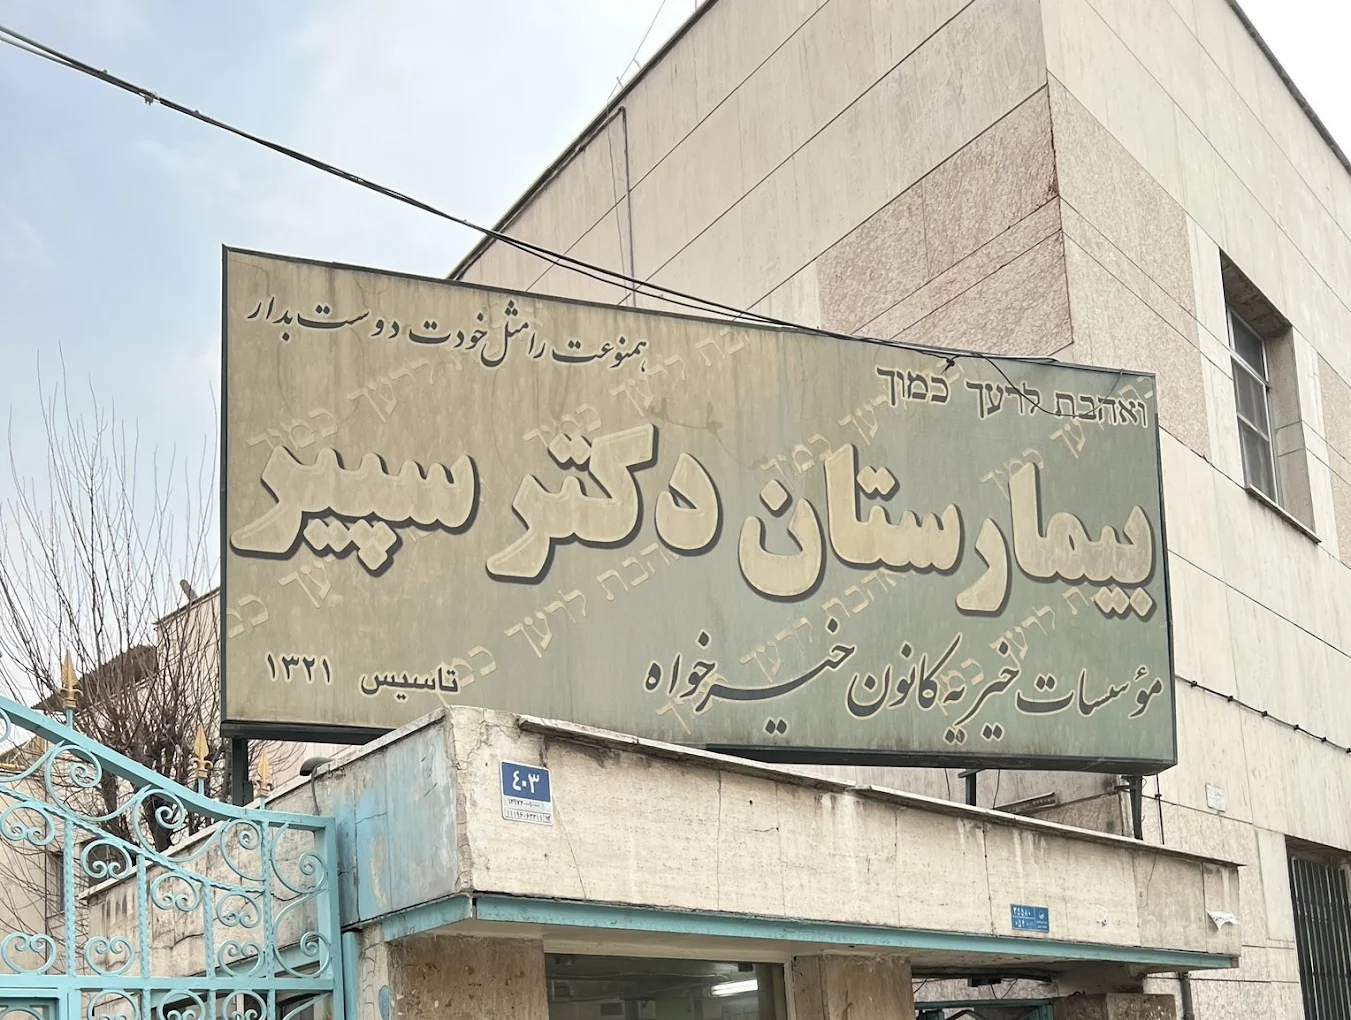 همنوعت را مثل خودت دوست بدار
ואהבת לרעך כמוך
بیمارستان دکتر سپیر
مؤسسات خیریه کانون خیرخواه
تاسیس ۱۳۲۱
۴۰۳